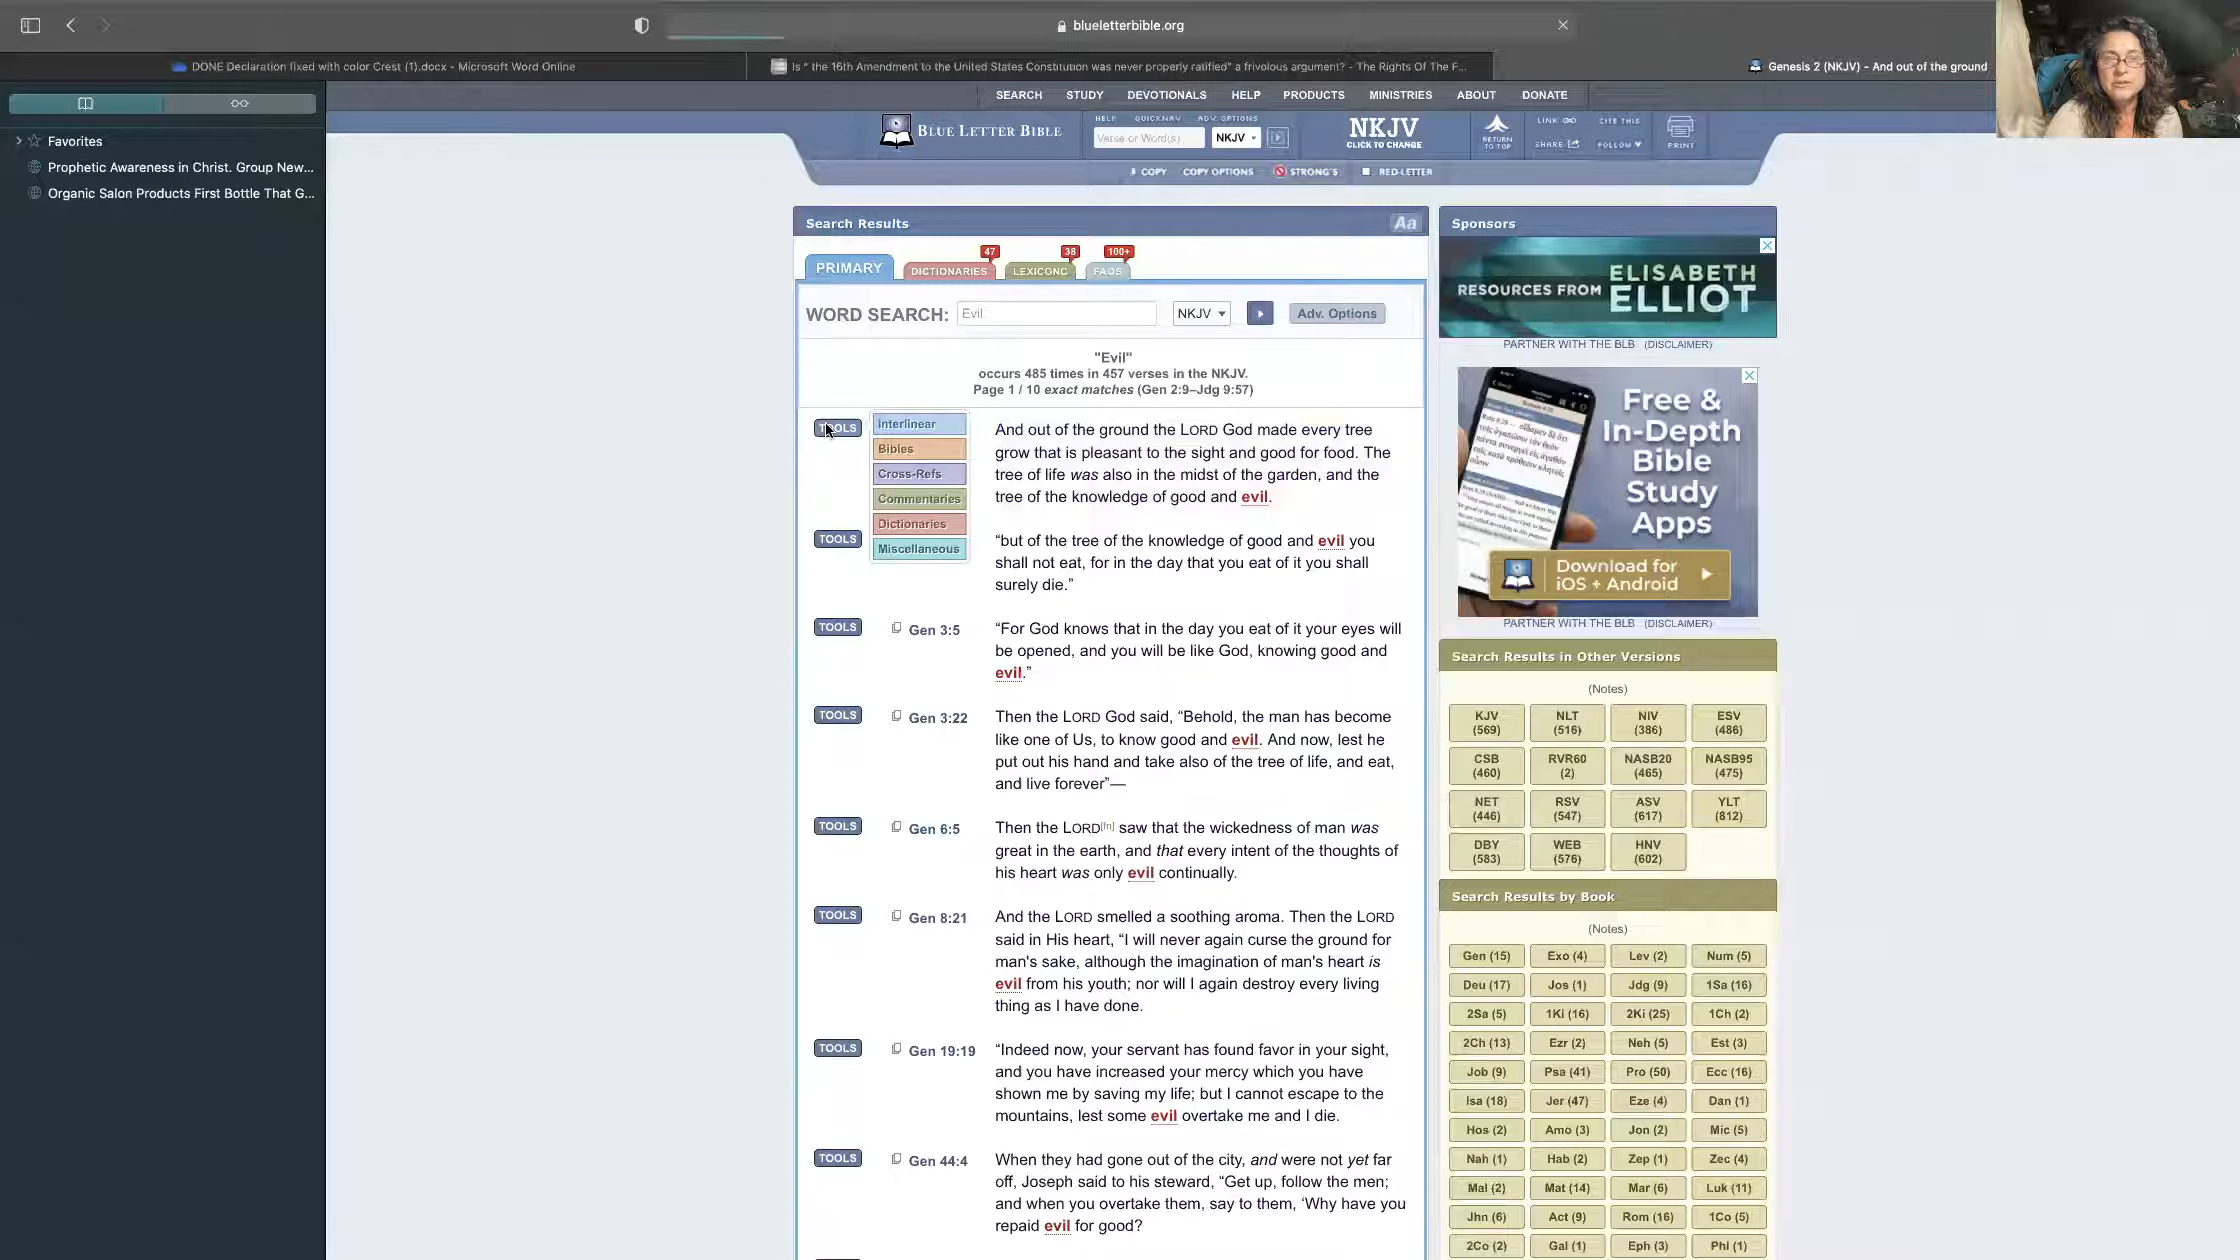 blueletterbible.org
DONE Declaration fixed with color Crest (1).docx - Microsoft Word Online
Is " the 16th Amendment to the United States Constitution was never properly ratified" a frivolous argument? - The Rights Of The F...
Genesis 2 (NKJV) - And out of the ground
Favorites
Prophetic Awareness in Christ. Group New...
Organic Salon Products First Bottle That G...
SEARCH STUDY DEVOTIONALS HELP PRODUCTS MINISTRIES ABOUT DONATE
BLUE LETTER BIBLE
HELP QUICKNAV ADV. OPTIONS
Verse or Word(s) NKJV
NKJV
CLICK TO CHANGE
RETURN TO TOP
LINK CITE THIS
SHARE FOLLOW
PRINT
COPY COPY OPTIONS STRONG'S RED-LETTER
Search Results Aa
47 38 100+
PRIMARY DICTIONARIES LEXICONC FAQS
WORD SEARCH: Evil NKJV Adv. Options
"Evil"
occurs 485 times in 457 verses in the NKJV.
Page 1 / 10 exact matches (Gen 2:9–Jdg 9:57)
TOOLS
Interlinear
Bibles
Cross-Refs
Commentaries
Dictionaries
Miscellaneous
And out of the ground the LORD God made every tree
grow that is pleasant to the sight and good for food. The
tree of life was also in the midst of the garden, and the
tree of the knowledge of good and evil.
TOOLS
“but of the tree of the knowledge of good and evil you
shall not eat, for in the day that you eat of it you shall
surely die.”
TOOLS Gen 3:5
“For God knows that in the day you eat of it your eyes will
be opened, and you will be like God, knowing good and
evil.”
TOOLS Gen 3:22
Then the LORD God said, “Behold, the man has become
like one of Us, to know good and evil. And now, lest he
put out his hand and take also of the tree of life, and eat,
and live forever”—
TOOLS Gen 6:5
Then the LORD[fn] saw that the wickedness of man was
great in the earth, and that every intent of the thoughts of
his heart was only evil continually.
TOOLS Gen 8:21
And the LORD smelled a soothing aroma. Then the LORD
said in His heart, “I will never again curse the ground for
man's sake, although the imagination of man's heart is
evil from his youth; nor will I again destroy every living
thing as I have done.
TOOLS Gen 19:19
“Indeed now, your servant has found favor in your sight,
and you have increased your mercy which you have
shown me by saving my life; but I cannot escape to the
mountains, lest some evil overtake me and I die.
TOOLS Gen 44:4
When they had gone out of the city, and were not yet far
off, Joseph said to his steward, “Get up, follow the men;
and when you overtake them, say to them, ‘Why have you
repaid evil for good?
Sponsors
RESOURCES FROM ELISABETH ELLIOT
PARTNER WITH THE BLB (DISCLAIMER)
Free &
In-Depth
Bible
Study
Apps
Download for
iOS + Android
PARTNER WITH THE BLB (DISCLAIMER)
Search Results in Other Versions
(Notes)
KJV (569) NLT (516) NIV (386) ESV (486)
CSB (460) RVR60 (2) NASB20 (465) NASB95 (475)
NET (446) RSV (547) ASV (617) YLT (812)
DBY (583) WEB (576) HNV (602)
Search Results by Book
(Notes)
Gen (15) Exo (4) Lev (2) Num (5)
Deu (17) Jos (1) Jdg (9) 1Sa (16)
2Sa (5) 1Ki (16) 2Ki (25) 1Ch (2)
2Ch (13) Ezr (2) Neh (5) Est (3)
Job (9) Psa (41) Pro (50) Ecc (16)
Isa (18) Jer (47) Eze (4) Dan (1)
Hos (2) Amo (3) Jon (2) Mic (5)
Nah (1) Hab (2) Zep (1) Zec (4)
Mal (2) Mat (14) Mar (6) Luk (11)
Jhn (6) Act (9) Rom (16) 1Co (5)
2Co (2) Gal (1) Eph (3) Phl (1)